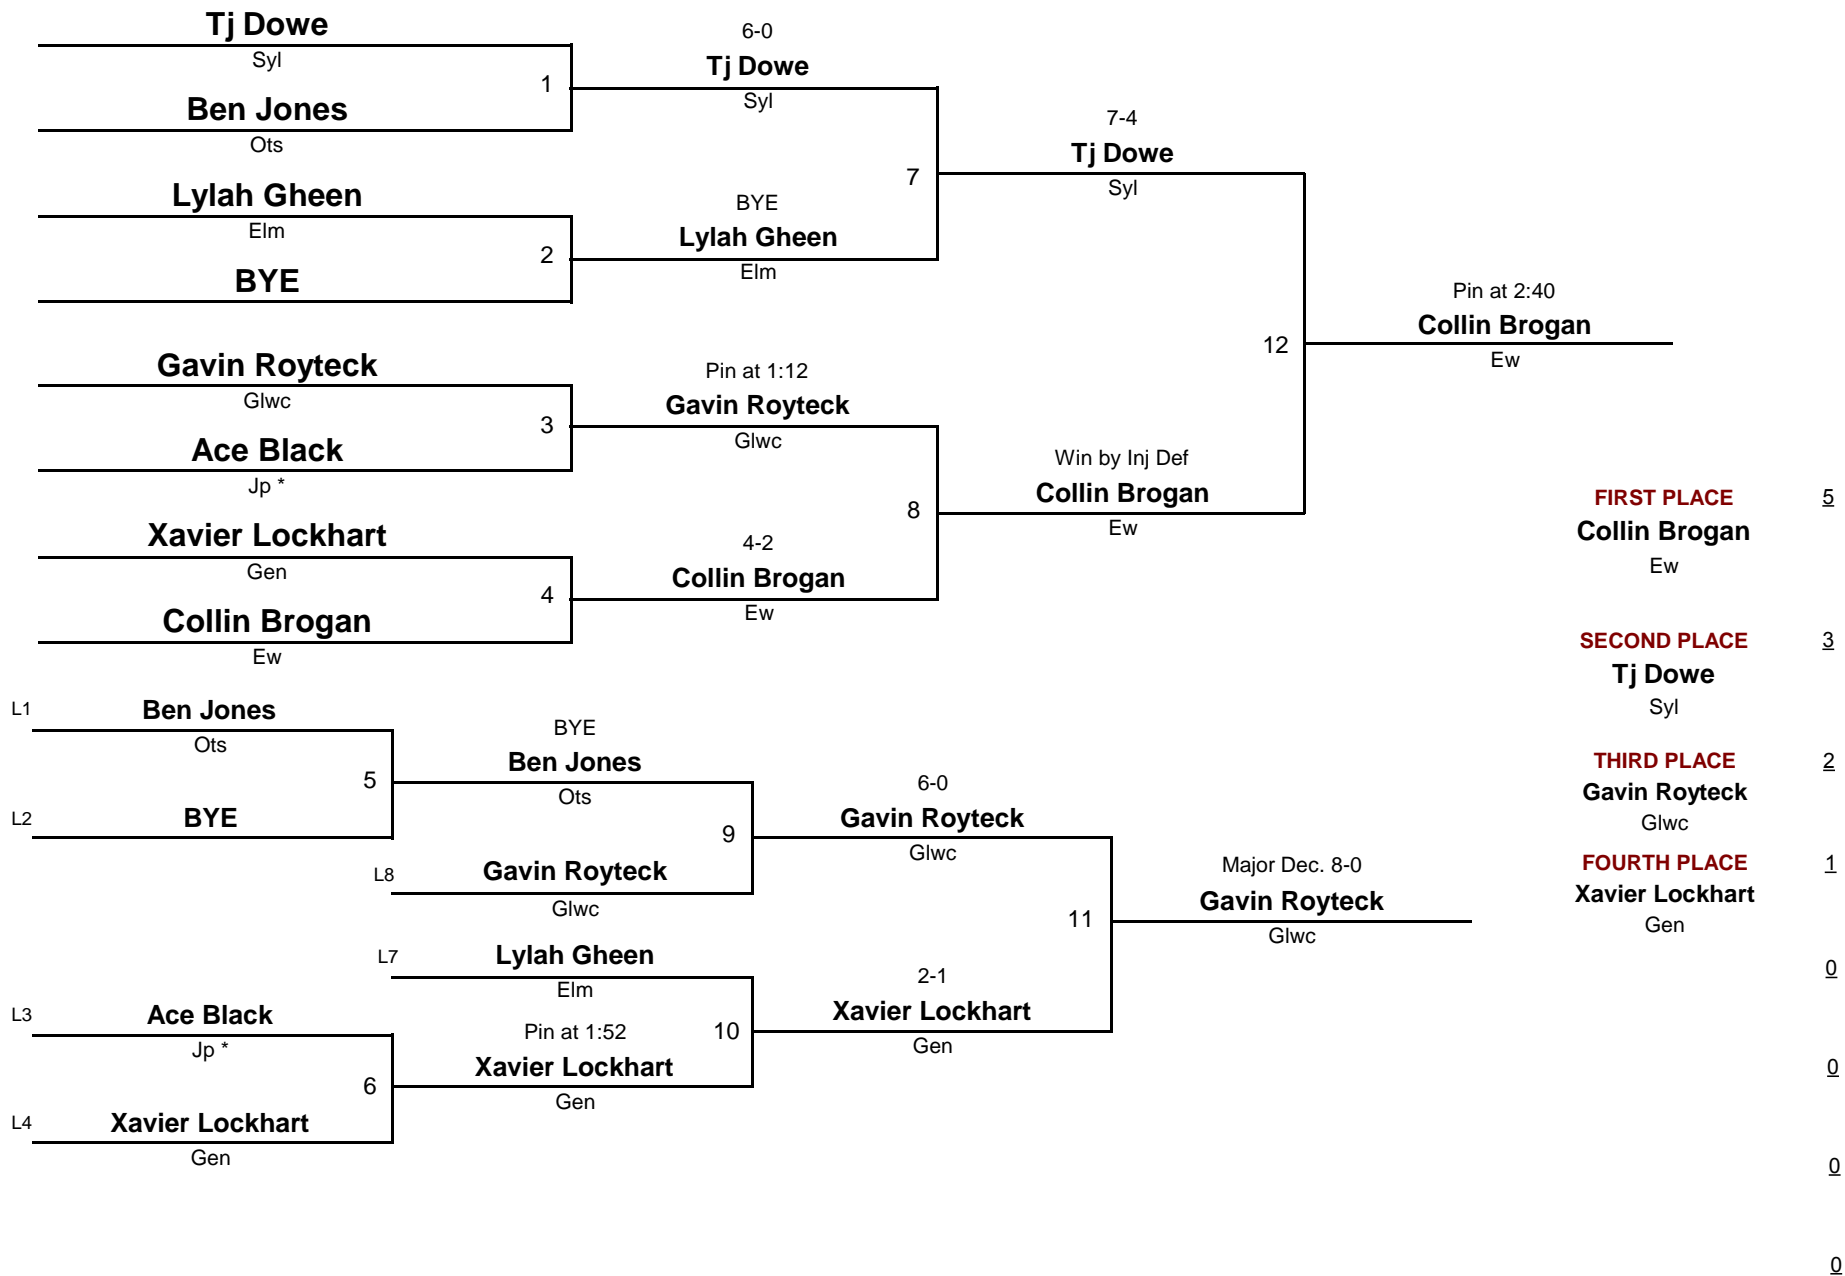 Tj Dowe
Syl
1
Ben Jones
Ots
Lylah Gheen
Elm
2
BYE
Gavin Royteck
Glwc
3
Ace Black
Jp *
Xavier Lockhart
Gen
4
Collin Brogan
Ew
6-0
Tj Dowe
Syl
7
BYE
Lylah Gheen
Elm
Pin at 1:12
Gavin Royteck
Glwc
8
4-2
Collin Brogan
Ew
7-4
Tj Dowe
Syl
12
Win by Inj Def
Collin Brogan
Ew
Pin at 2:40
Collin Brogan
Ew
L1
Ben Jones
Ots
5
L2
BYE
L3
Ace Black
Jp *
6
L4
Xavier Lockhart
Gen
BYE
Ben Jones
Ots
9
L8
Gavin Royteck
Glwc
L7
Lylah Gheen
Elm
10
Pin at 1:52
Xavier Lockhart
Gen
6-0
Gavin Royteck
Glwc
11
2-1
Xavier Lockhart
Gen
Major Dec. 8-0
Gavin Royteck
Glwc
FIRST PLACE 5
Collin Brogan
Ew
SECOND PLACE 3
Tj Dowe
Syl
THIRD PLACE 2
Gavin Royteck
Glwc
FOURTH PLACE 1
Xavier Lockhart
Gen
0
0
0
0